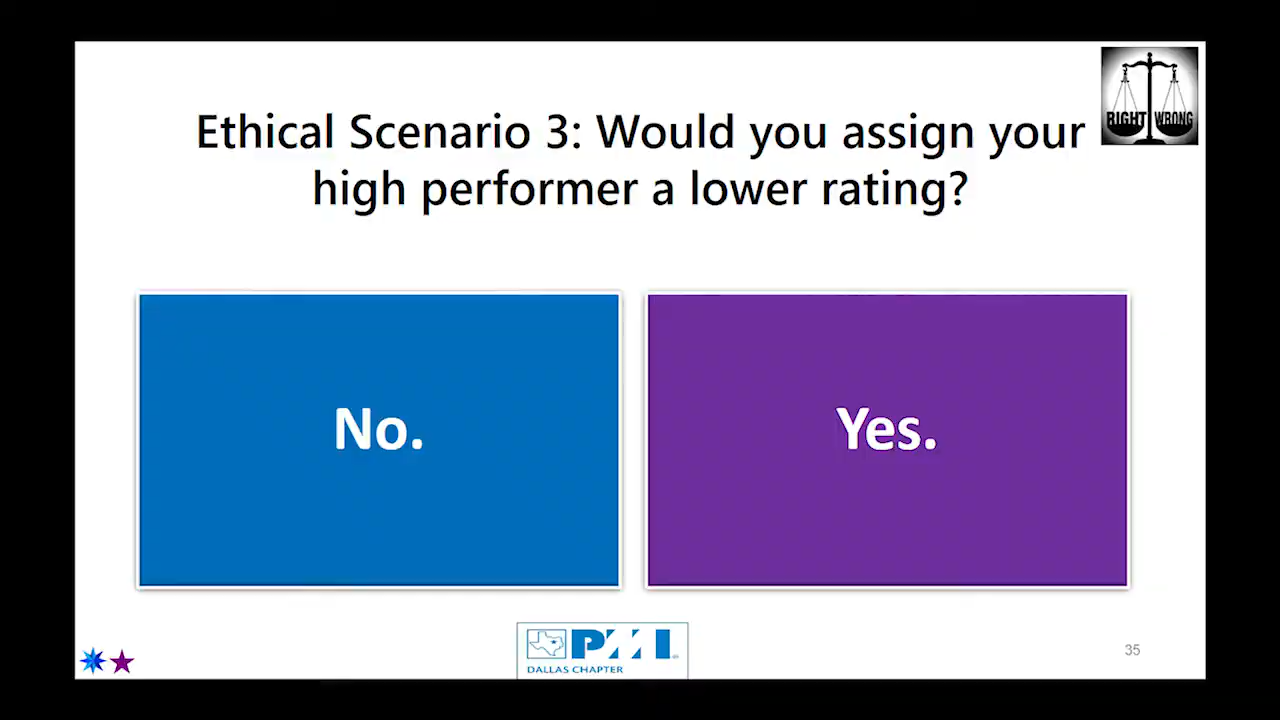 RIGHT WRONG
Ethical Scenario 3: Would you assign your
high performer a lower rating?
No.
Yes.
PMI
DALLAS CHAPTER
35